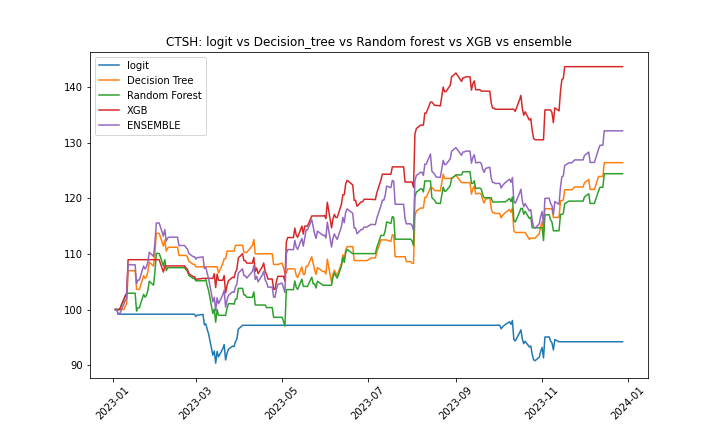 CTSH: logit vs Decision_tree vs Random forest vs XGB vs ensemble
logit
Decision Tree
Random Forest
XGB
ENSEMBLE
140
130
120
110
100
90
2023-01
2023-03
2023-05
2023-07
2023-09
2023-11
2024-01